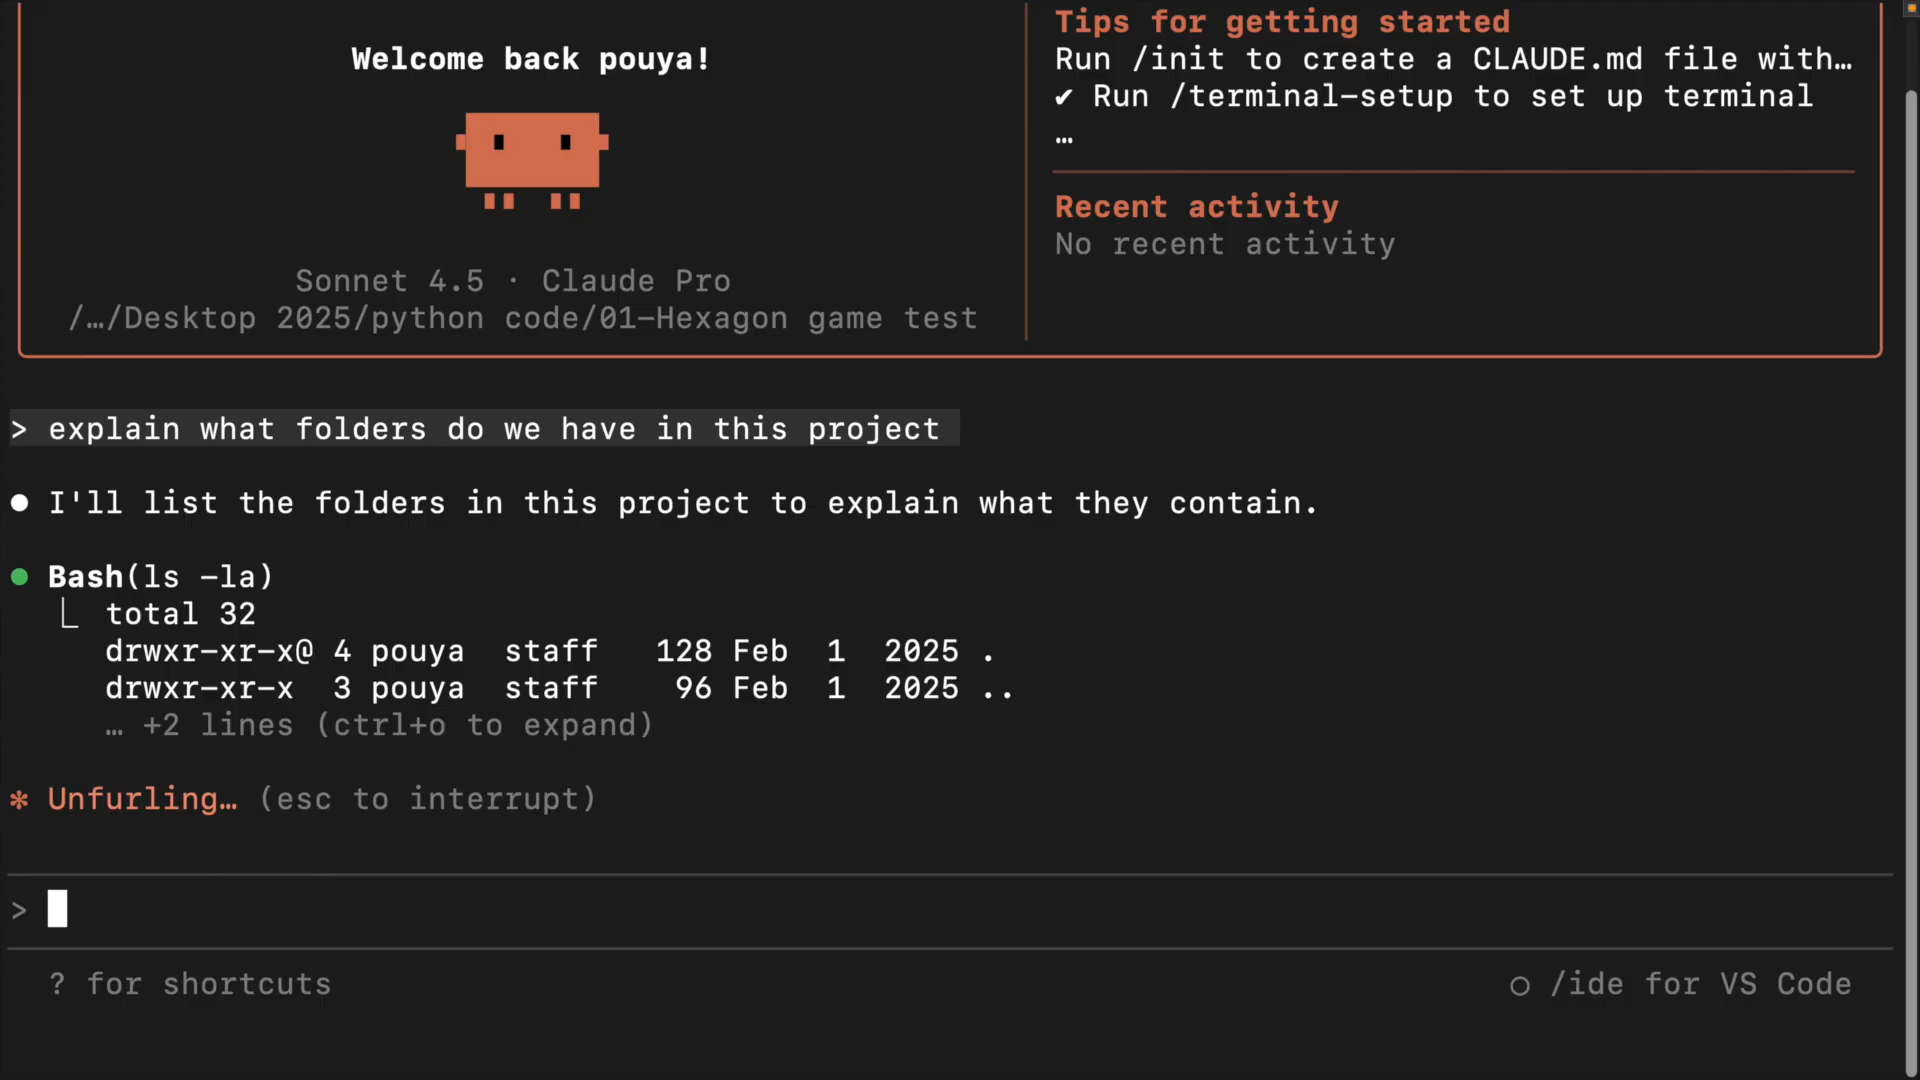 Welcome back pouya!
Sonnet 4.5 · Claude Pro
/…/Desktop 2025/python code/01-Hexagon game test
Tips for getting started
Run /init to create a CLAUDE.md file with…
✔ Run /terminal-setup to set up terminal
…
Recent activity
No recent activity
> explain what folders do we have in this project
● I'll list the folders in this project to explain what they contain.
● Bash(ls -la)
⎿ total 32
drwxr-xr-x@ 4 pouya  staff   128 Feb  1  2025 .
drwxr-xr-x  3 pouya  staff    96 Feb  1  2025 ..
… +2 lines (ctrl+o to expand)
✻ Unfurling… (esc to interrupt)
>
? for shortcuts
○ /ide for VS Code